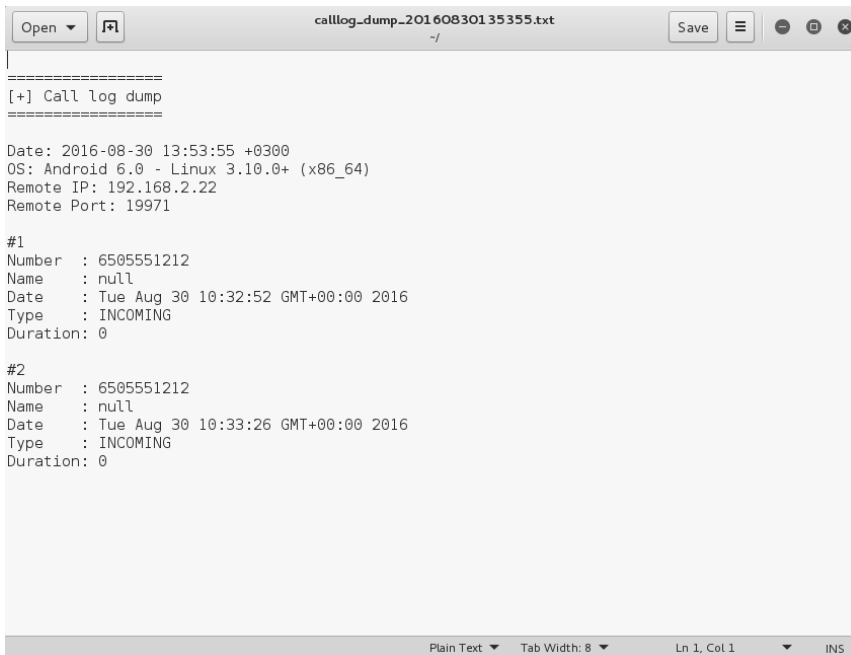 Open
calllog_dump_20160830135355.txt
~/
Save
=================
[+] Call log dump
=================
Date: 2016-08-30 13:53:55 +0300
OS: Android 6.0 - Linux 3.10.0+ (x86_64)
Remote IP: 192.168.2.22
Remote Port: 19971
#1
Number  : 6505551212
Name    : null
Date    : Tue Aug 30 10:32:52 GMT+00:00 2016
Type    : INCOMING
Duration: 0
#2
Number  : 6505551212
Name    : null
Date    : Tue Aug 30 10:33:26 GMT+00:00 2016
Type    : INCOMING
Duration: 0
Plain Text Tab Width: 8 Ln 1, Col 1 INS